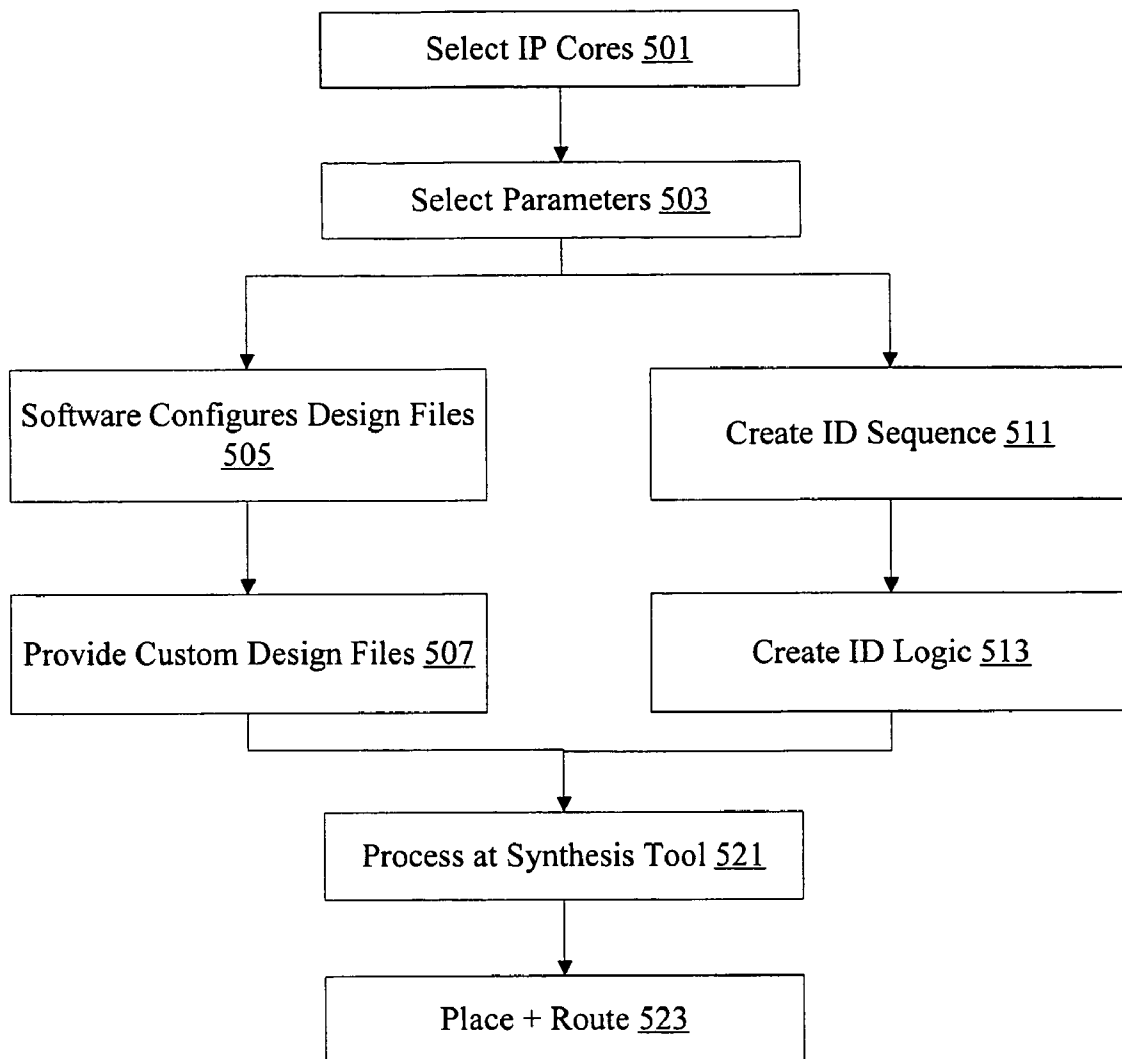 Select IP Cores 501
Select Parameters 503
Software Configures Design Files
505
Create ID Sequence 511
Provide Custom Design Files 507
Create ID Logic 513
Process at Synthesis Tool 521
Place + Route 523